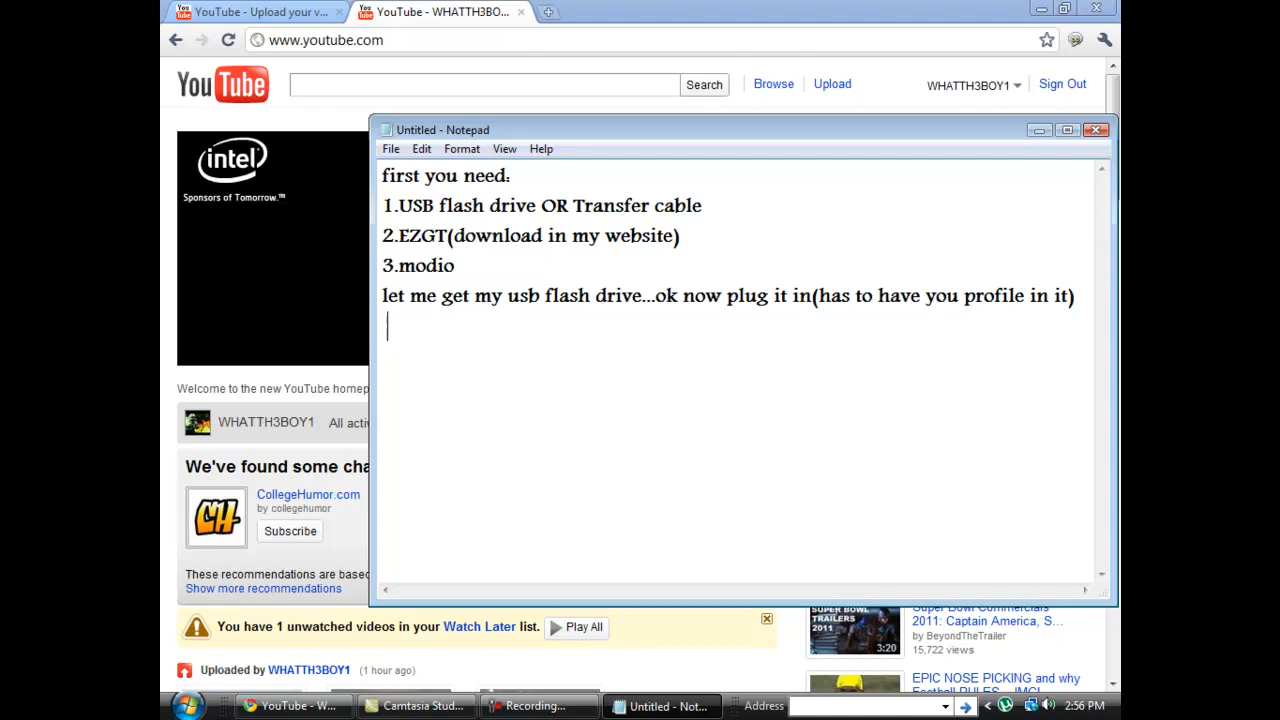 YouTube - Upload your v...
YouTube - WHATTH3BO...
www.youtube.com
YouTube
Search
Browse
Upload
WHATTH3BOY1
Sign Out
intel
Sponsors of Tomorrow.™
Untitled - Notepad
File Edit Format View Help
first you need:
1.USB flash drive OR Transfer cable
2.EZGT(download in my website)
3.modio
let me get my usb flash drive...ok now plug it in(has to have you profile in it)
Welcome to the new YouTube homep
WHATTH3BOY1
All activ
We've found some cha
CH
CollegeHumor.com
by collegehumor
Subscribe
These recommendations are based
Show more recommendations
You have 1 unwatched videos in your Watch Later list.
Play All
Uploaded by WHATTH3BOY1 (1 hour ago)
SUPER BOWL
TRAILERS
2011
3:20
Super Bowl Commercials
2011: Captain America, S...
by BeyondTheTrailer
15,722 views
EPIC NOSE PICKING and why
YouTube - W...
Camtasia Stud...
Recording...
Untitled - Not...
Address
2:56 PM